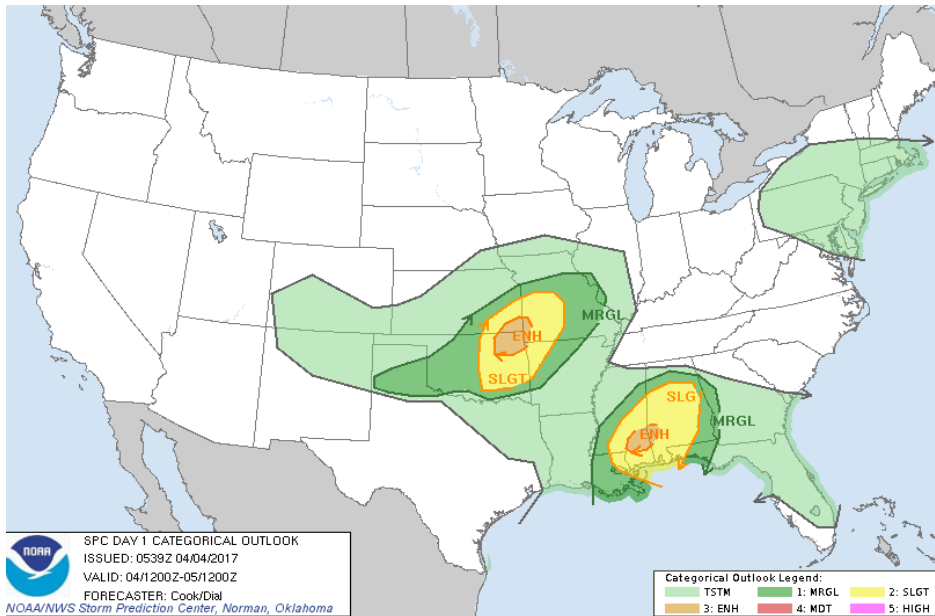 MRGL
ENH
SLGT
SLGT
MRGL
ENH
SPC DAY 1 CATEGORICAL OUTLOOK
ISSUED: 0539Z 04/04/2017
VALID: 04/1200Z-05/1200Z
FORECASTER: Cook/Dial
NOAA/NWS Storm Prediction Center, Norman, Oklahoma
NOAA
Categorical Outlook Legend:
TSTM 1: MRGL 2: SLGT
3: ENH 4: MDT 5: HIGH